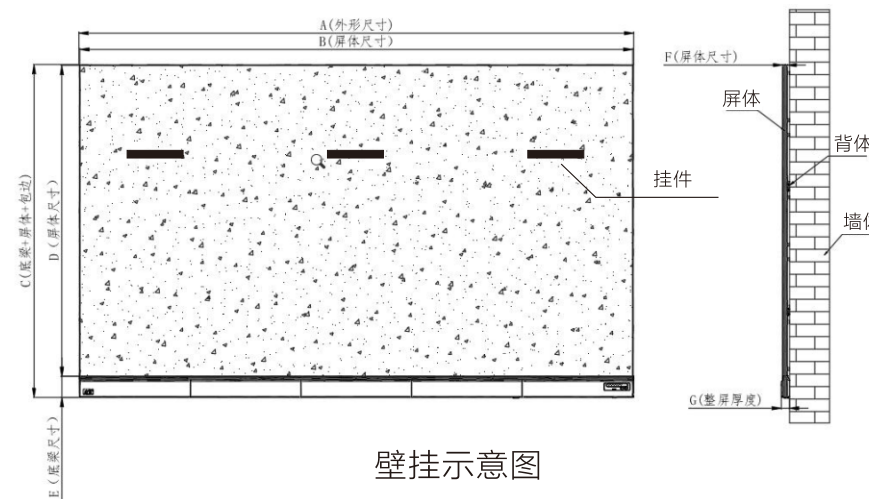 A(外形尺寸)
B(屏体尺寸)
F(屏体尺寸)
屏体
背体
挂件
墙体
C(底梁+屏体+包边)
D(屏体尺寸)
G(整屏厚度)
E(底梁尺寸)
壁挂示意图